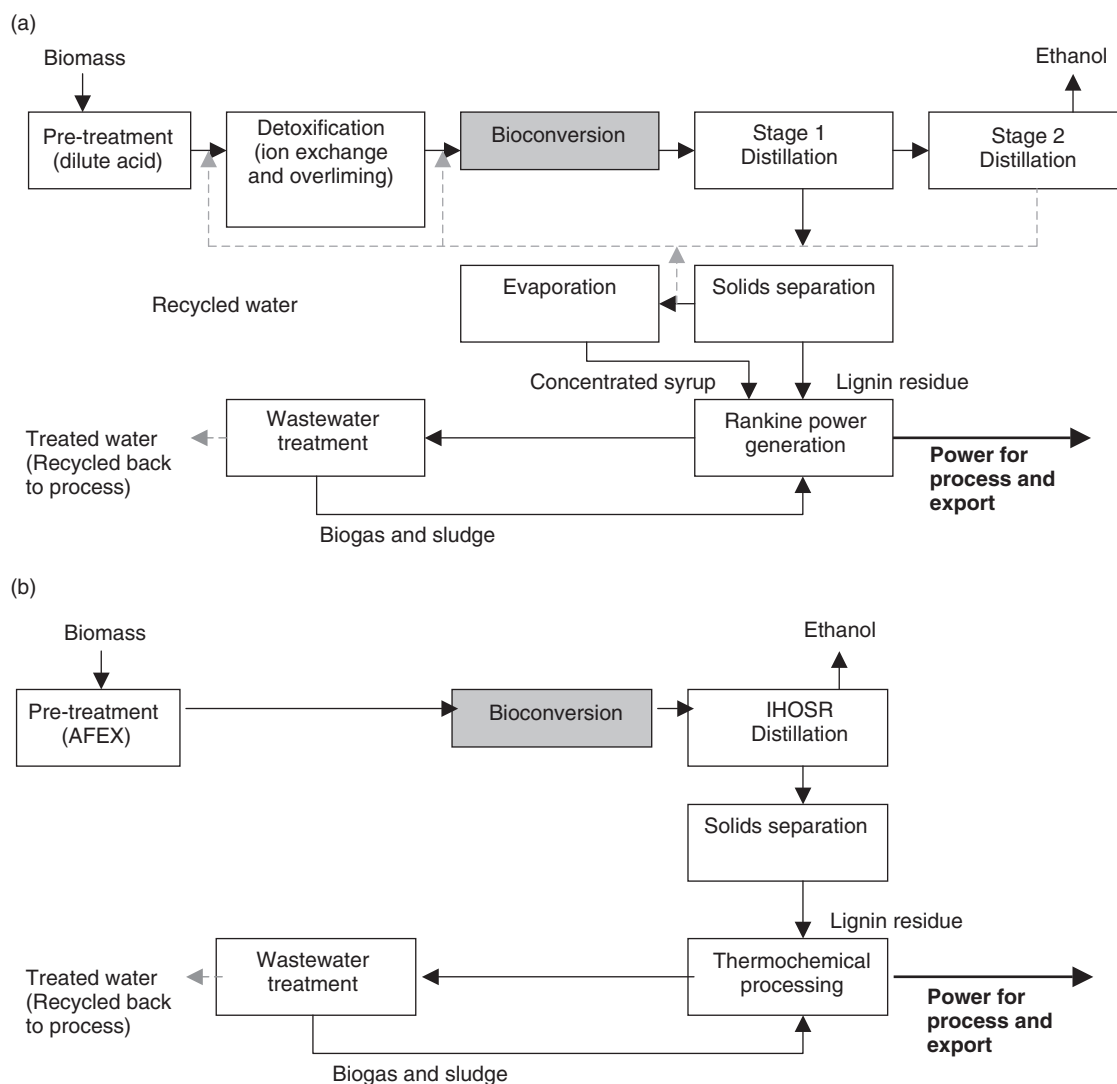 (a)
Biomass
Ethanol
Pre-treatment
(dilute acid)
Detoxification
(ion exchange
and overliming)
Bioconversion
Stage 1
Distillation
Stage 2
Distillation
Recycled water
Evaporation
Solids separation
Concentrated syrup
Lignin residue
Treated water
(Recycled back
to process)
Wastewater
treatment
Rankine power
generation
Power for
process and
export
Biogas and sludge
(b)
Biomass
Ethanol
Pre-treatment
(AFEX)
Bioconversion
IHOSR
Distillation
Solids separation
Lignin residue
Treated water
(Recycled back
to process)
Wastewater
treatment
Thermochemical
processing
Power for
process and
export
Biogas and sludge